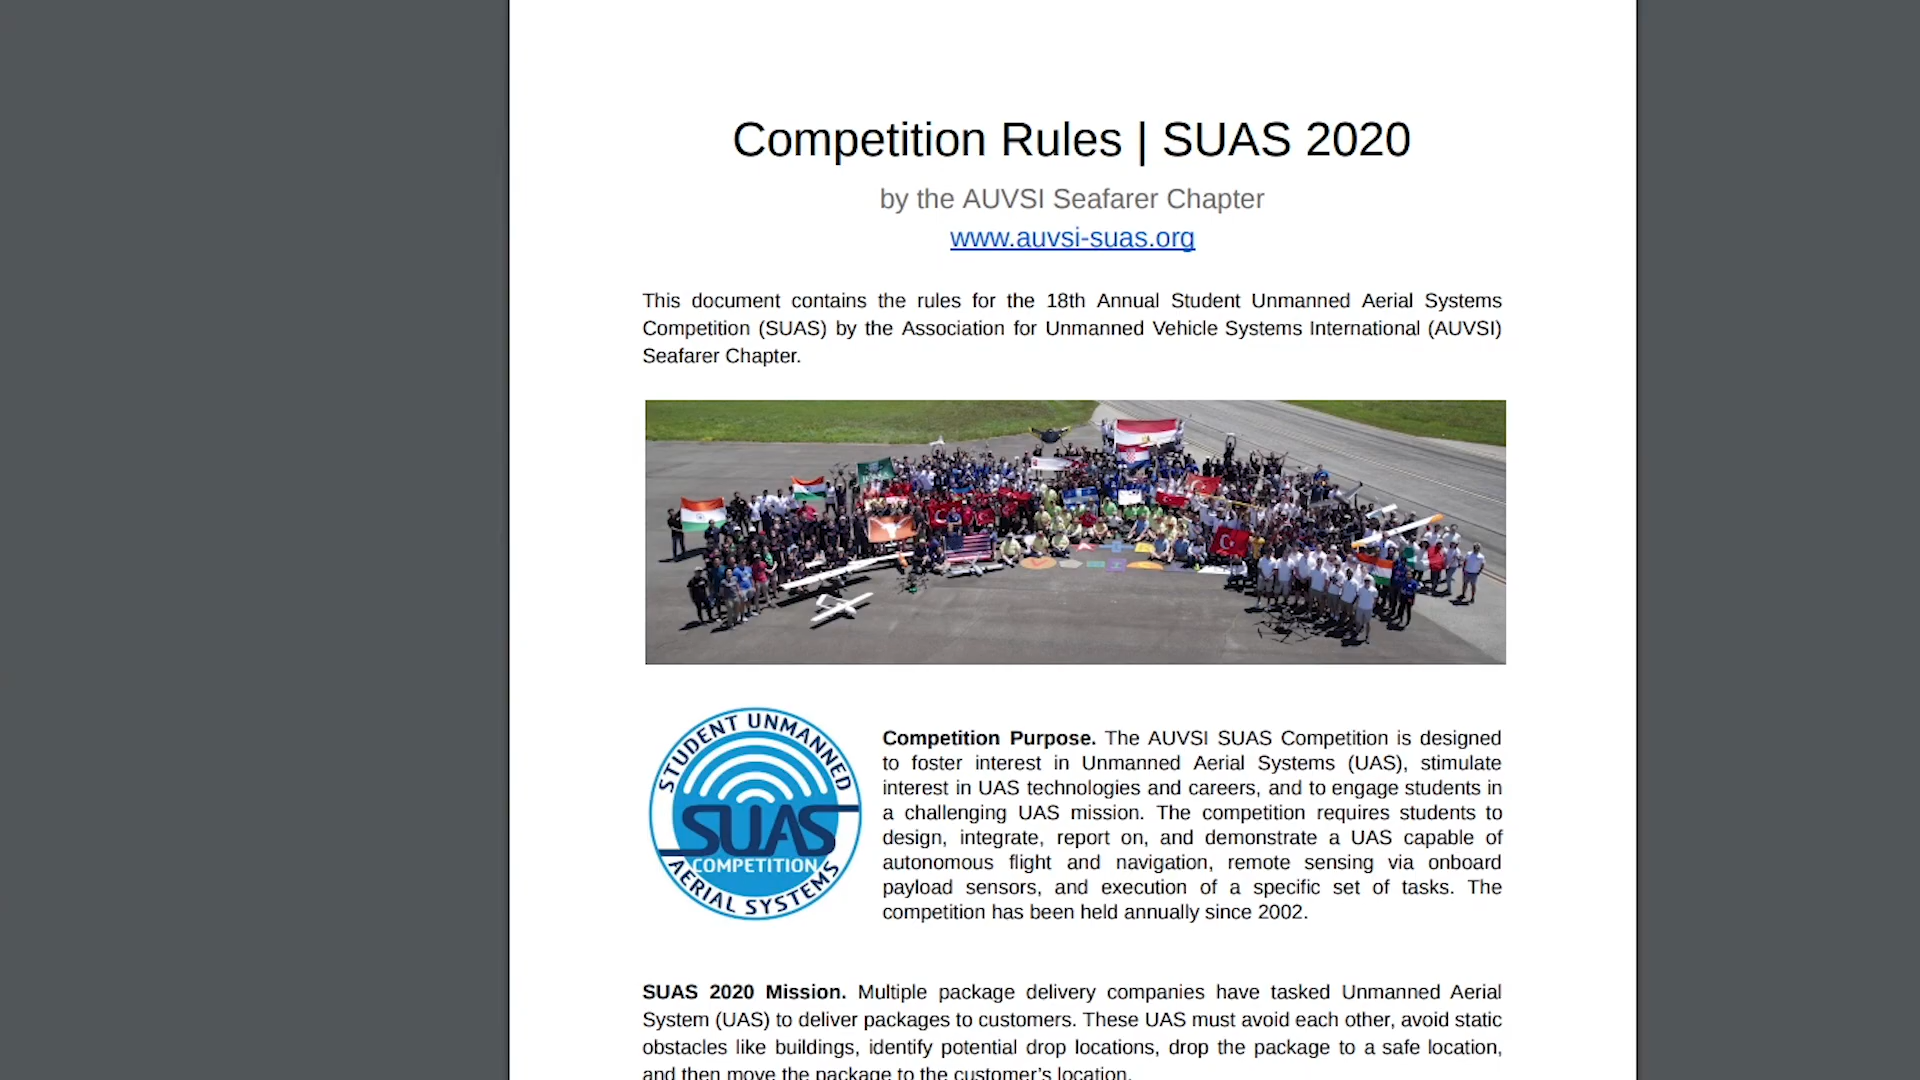 Competition Rules | SUAS 2020
by the AUVSI Seafarer Chapter
www.auvsi-suas.org
This document contains the rules for the 18th Annual Student Unmanned Aerial Systems
Competition (SUAS) by the Association for Unmanned Vehicle Systems International (AUVSI)
Seafarer Chapter.
STUDENT UNMANNED
SUAS
COMPETITION
AERIAL SYSTEMS
Competition Purpose. The AUVSI SUAS Competition is designed
to foster interest in Unmanned Aerial Systems (UAS), stimulate
interest in UAS technologies and careers, and to engage students in
a challenging UAS mission. The competition requires students to
design, integrate, report on, and demonstrate a UAS capable of
autonomous flight and navigation, remote sensing via onboard
payload sensors, and execution of a specific set of tasks. The
competition has been held annually since 2002.
SUAS 2020 Mission. Multiple package delivery companies have tasked Unmanned Aerial
System (UAS) to deliver packages to customers. These UAS must avoid each other, avoid static
obstacles like buildings, identify potential drop locations, drop the package to a safe location,
and then move the package to the customer's location.